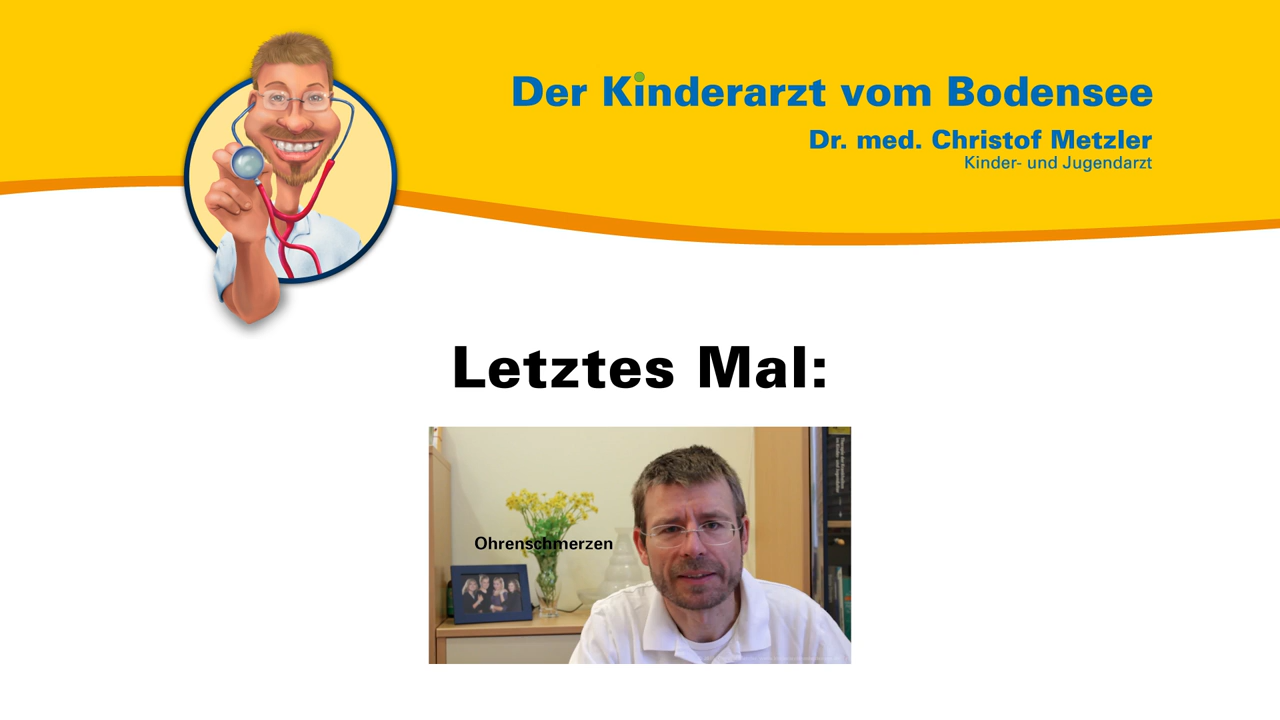 Der Kinderarzt vom Bodensee
Dr. med. Christof Metzler
Kinder- und Jugendarzt
Letztes Mal:
Ohrenschmerzen